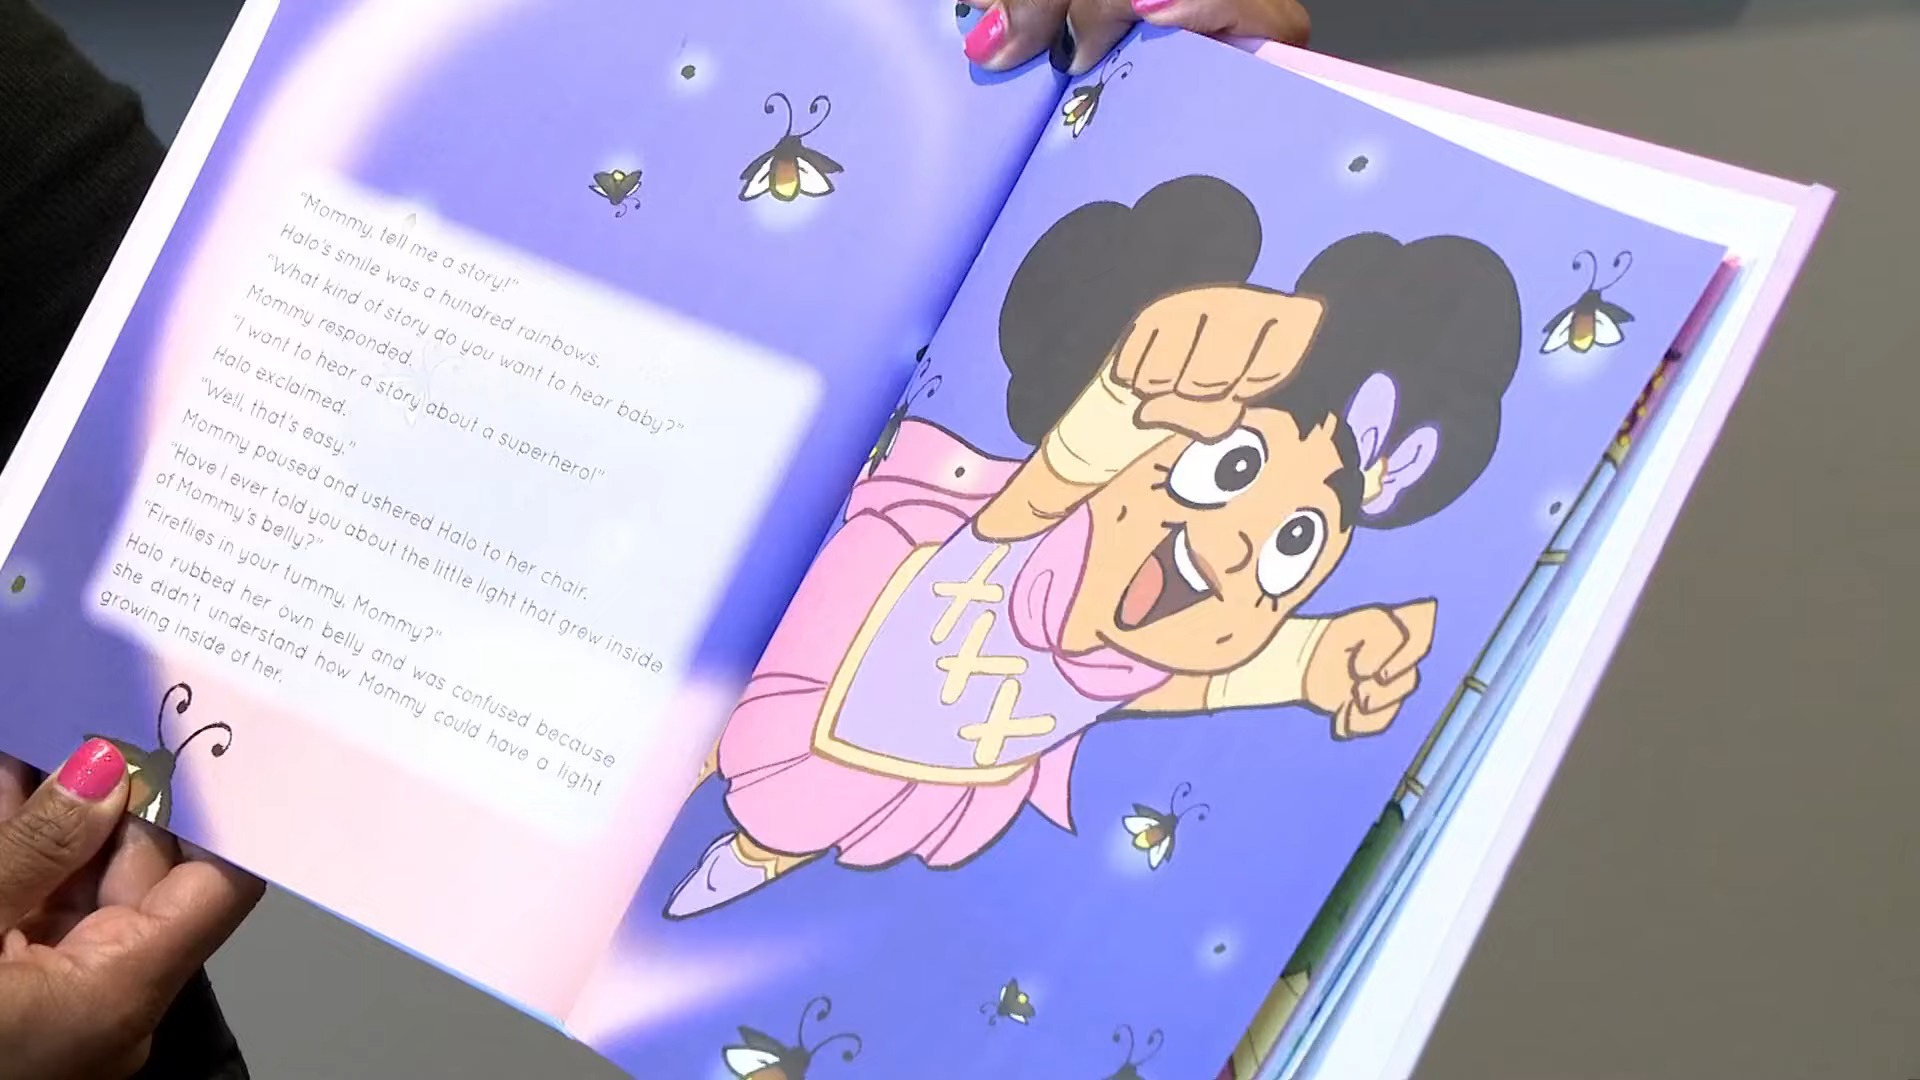 "Mommy, tell me a story!"
Halo's smile was a hundred rainbows.
"What kind of story do you want to hear baby?"
Mommy responded.
"I want to hear a story about a superhero!"
Halo exclaimed.
"Well, that's easy."
Mommy paused and ushered Halo to her chair.
"Have I ever told you about the little light that grew inside
of Mommy's belly?"
"Fireflies in your tummy, Mommy?"
Halo rubbed her own belly and was confused because
she didn't understand how Mommy could have a light
growing inside of her.